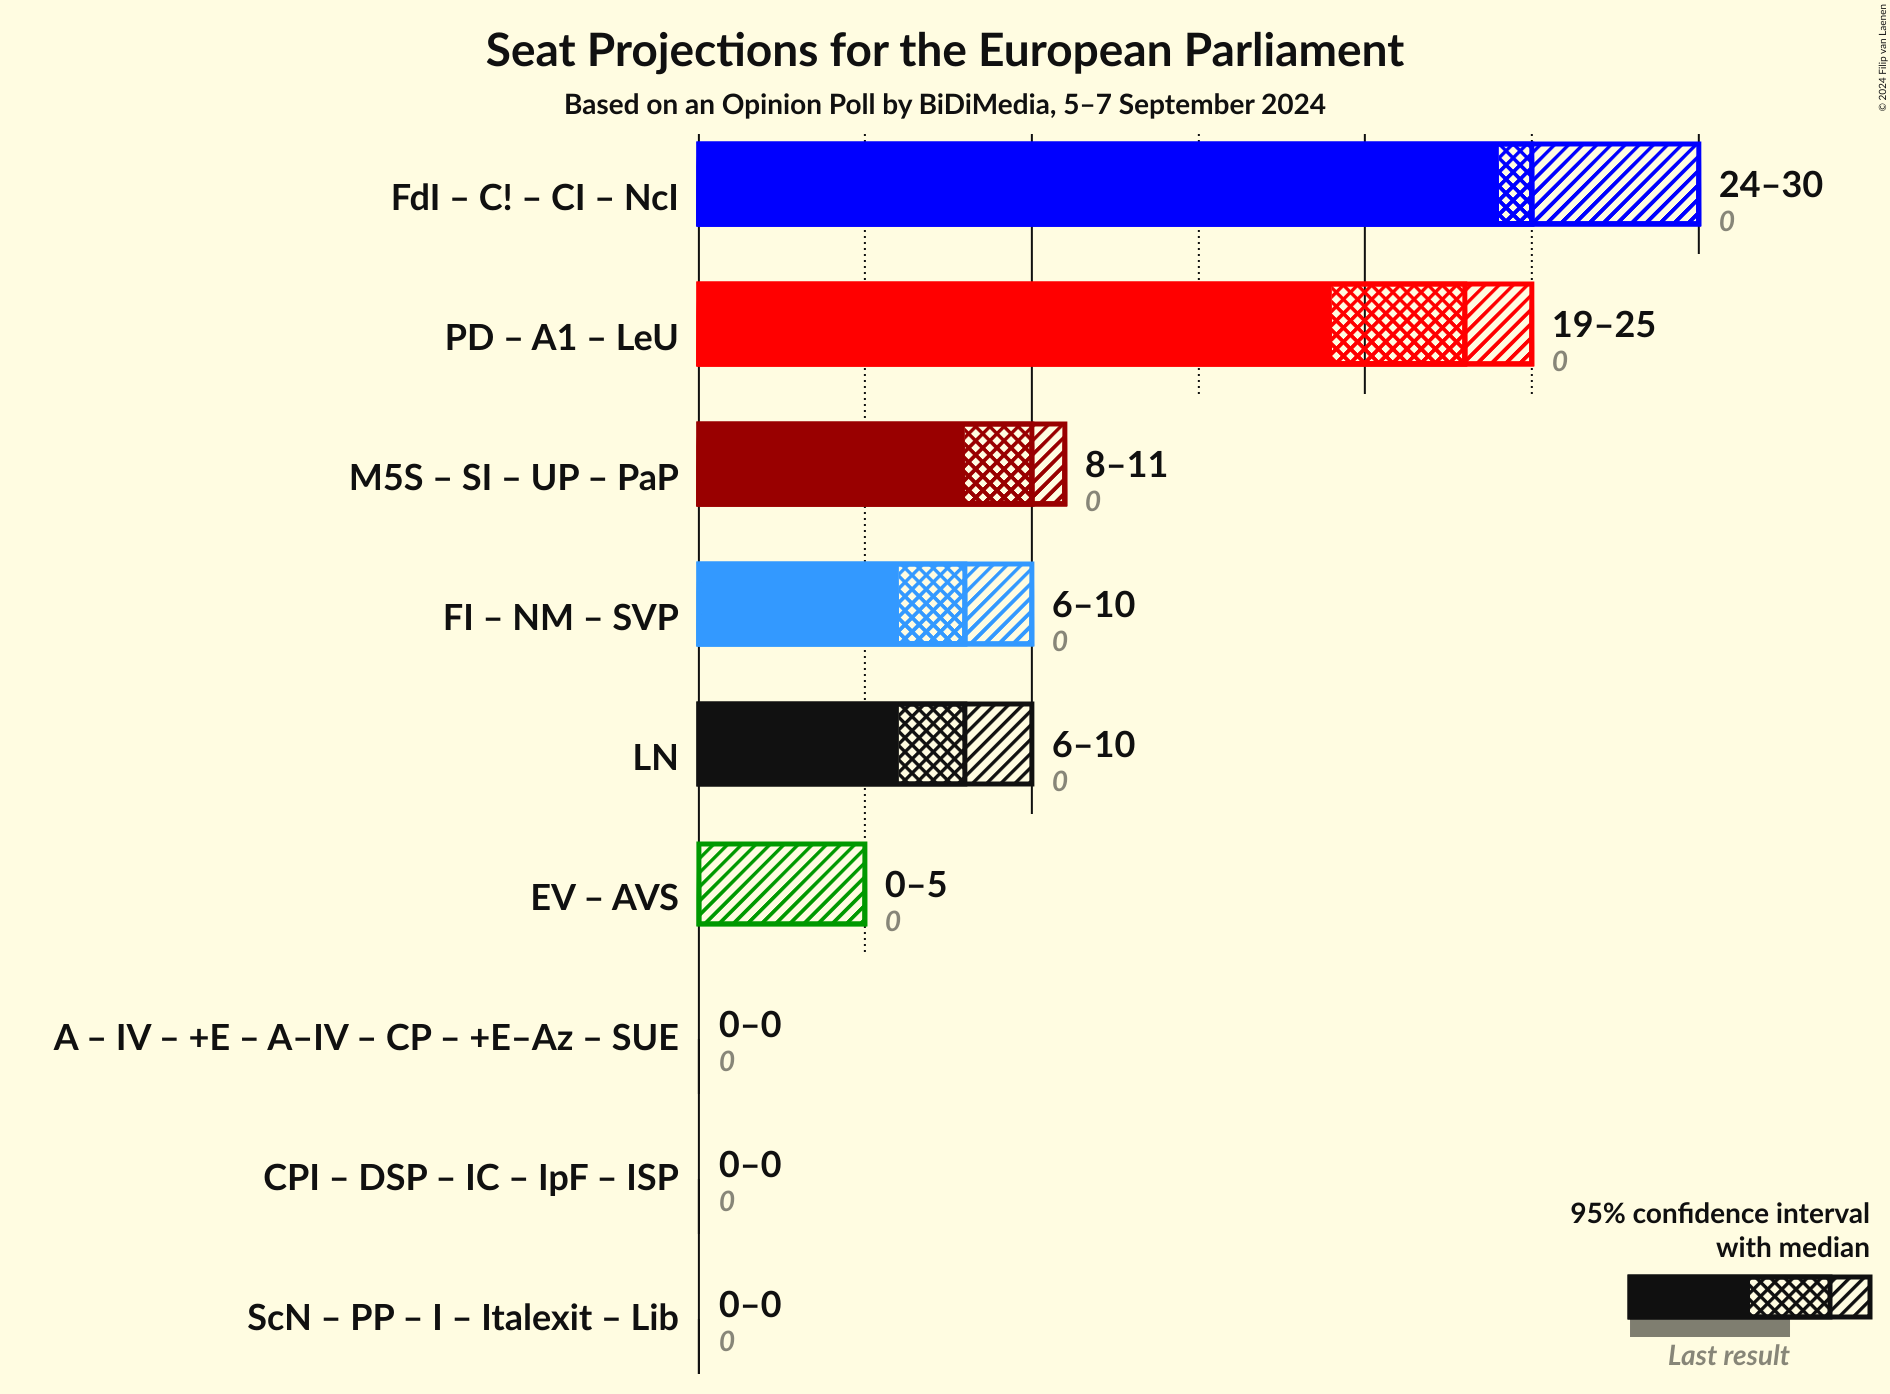 Seat Projections for the European Parliament
Based on an Opinion Poll by BiDiMedia, 5–7 September 2024
© 2024 Filip van Laenen
FdI – C! – CI – NcI
24–30
0
PD – A1 – LeU
19–25
0
M5S – SI – UP – PaP
8–11
0
FI – NM – SVP
6–10
0
LN
6–10
0
EV – AVS
0–5
0
A – IV – +E – A–IV – CP – +E–Az – SUE
0–0
0
CPI – DSP – IC – IpF – ISP
0–0
0
ScN – PP – I – Italexit – Lib
0–0
0
95% confidence interval
with median
Last result